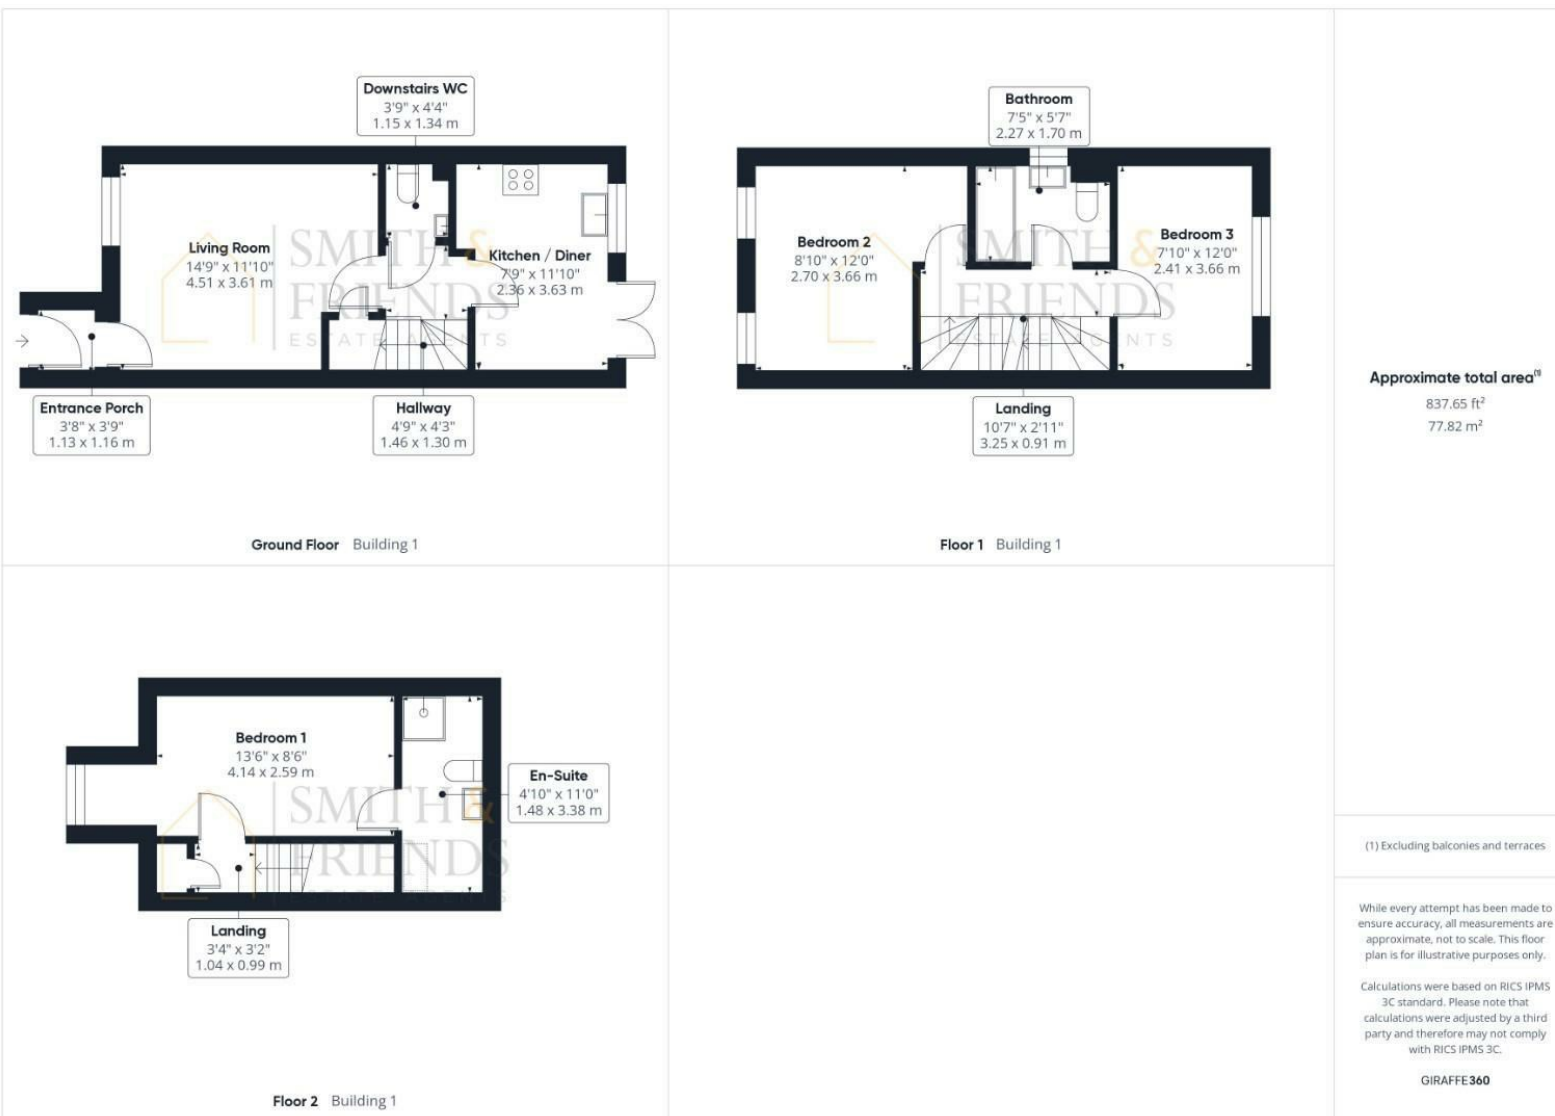 Downstairs WC
3'9" x 4'4"
1.15 x 1.34 m
Living Room
14'9" x 11'10"
4.51 x 3.61 m
Kitchen / Diner
7'9" x 11'10"
2.36 x 3.63 m
SMITH &
FRIENDS
ESTATE AGENTS
Entrance Porch
3'8" x 3'9"
1.13 x 1.16 m
Hallway
4'9" x 4'3"
1.46 x 1.30 m
Ground Floor Building 1
Bathroom
7'5" x 5'7"
2.27 x 1.70 m
Bedroom 2
8'10" x 12'0"
2.70 x 3.66 m
Bedroom 3
7'10" x 12'0"
2.41 x 3.66 m
SMITH &
FRIENDS
ESTATE AGENTS
Landing
10'7" x 2'11"
3.25 x 0.91 m
Floor 1 Building 1
Bedroom 1
13'6" x 8'6"
4.14 x 2.59 m
En-Suite
4'10" x 11'0"
1.48 x 3.38 m
SMITH &
FRIENDS
ESTATE AGENTS
Landing
3'4" x 3'2"
1.04 x 0.99 m
Floor 2 Building 1
Approximate total area(1)
837.65 ft²
77.82 m²
(1) Excluding balconies and terraces
While every attempt has been made to
ensure accuracy, all measurements are
approximate, not to scale. This floor
plan is for illustrative purposes only.
Calculations were based on RICS IPMS
3C standard. Please note that
calculations were adjusted by a third
party and therefore may not comply
with RICS IPMS 3C.
GIRAFFE360